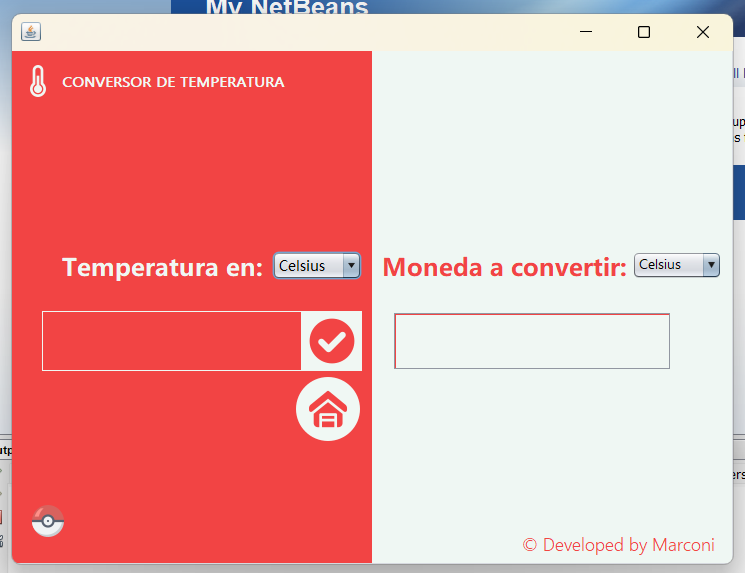 My NetBeans
CONVERSOR DE TEMPERATURA
Temperatura en: Celsius
Moneda a convertir: Celsius
© Developed by Marconi